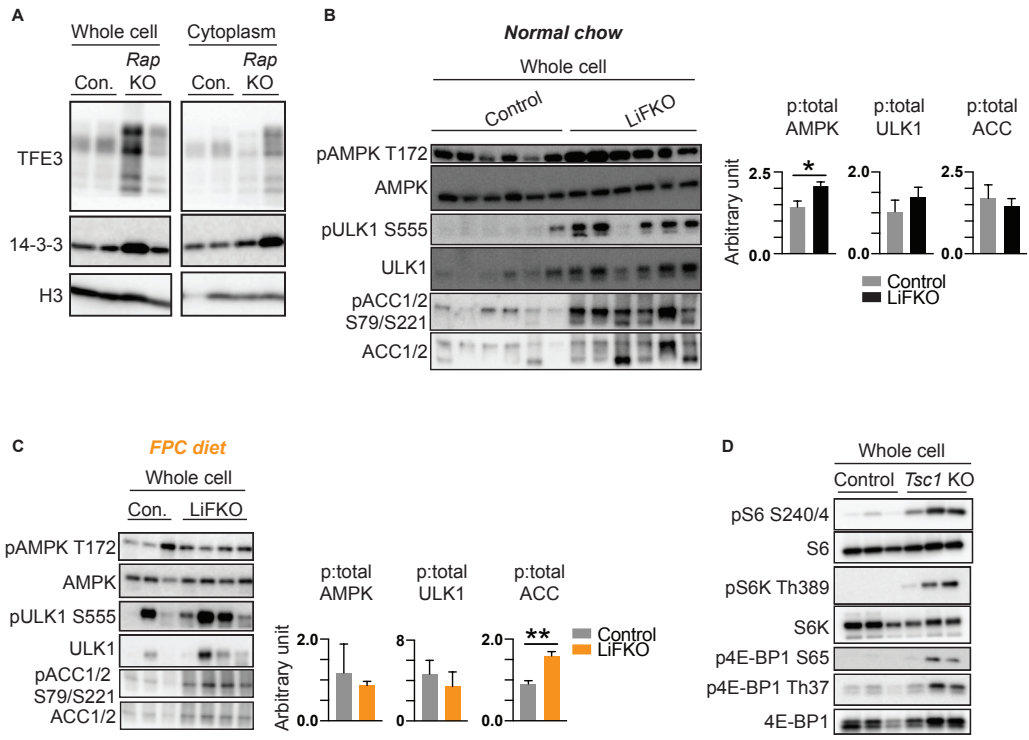 A
Whole cell
Cytoplasm
Rap
Rap
Con.
KO
Con.
KO
TFE3
14-3-3
H3
B
Normal chow
Whole cell
Control
LiFKO
pAMPK T172
AMPK
pULK1 S555
ULK1
pACC1/2
S79/S221
ACC1/2
p:total
AMPK
p:total
ULK1
p:total
ACC
Arbitrary unit
2.5
0.0
*
2.0
0.0
2.5
0.0
Control
LiFKO
C
FPC diet
Whole cell
Con.
LiFKO
pAMPK T172
AMPK
pULK1 S555
ULK1
pACC1/2
S79/S221
ACC1/2
p:total
AMPK
p:total
ULK1
p:total
ACC
Arbitrary unit
2.0
1.0
0.0
8
0
2.0
1.0
0.0
**
Control
LiFKO
D
Whole cell
Control
Tsc1 KO
pS6 S240/4
S6
pS6K Th389
S6K
p4E-BP1 S65
p4E-BP1 Th37
4E-BP1